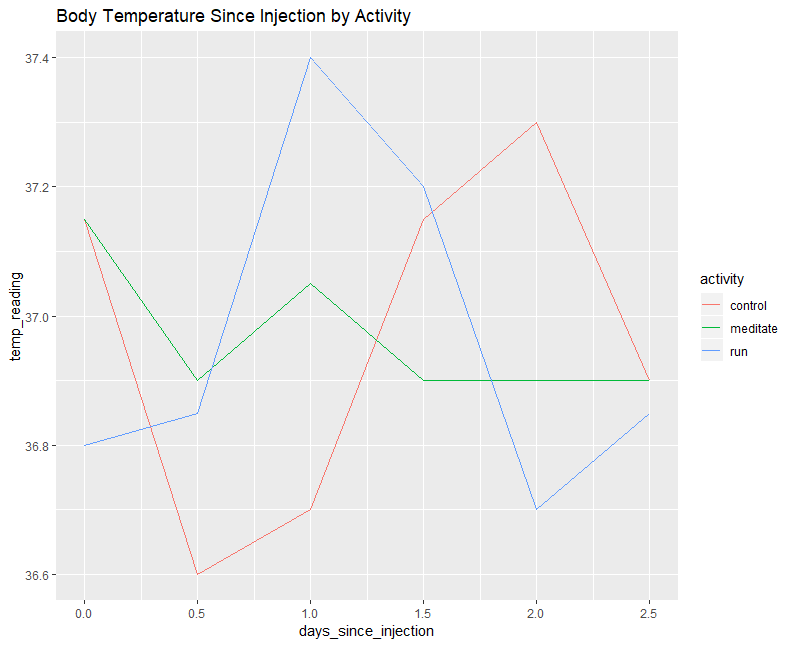 Body Temperature Since Injection by Activity
37.4
37.2
37.0
36.8
36.6
temp_reading
0.0 0.5 1.0 1.5 2.0 2.5
days_since_injection
activity
control
meditate
run